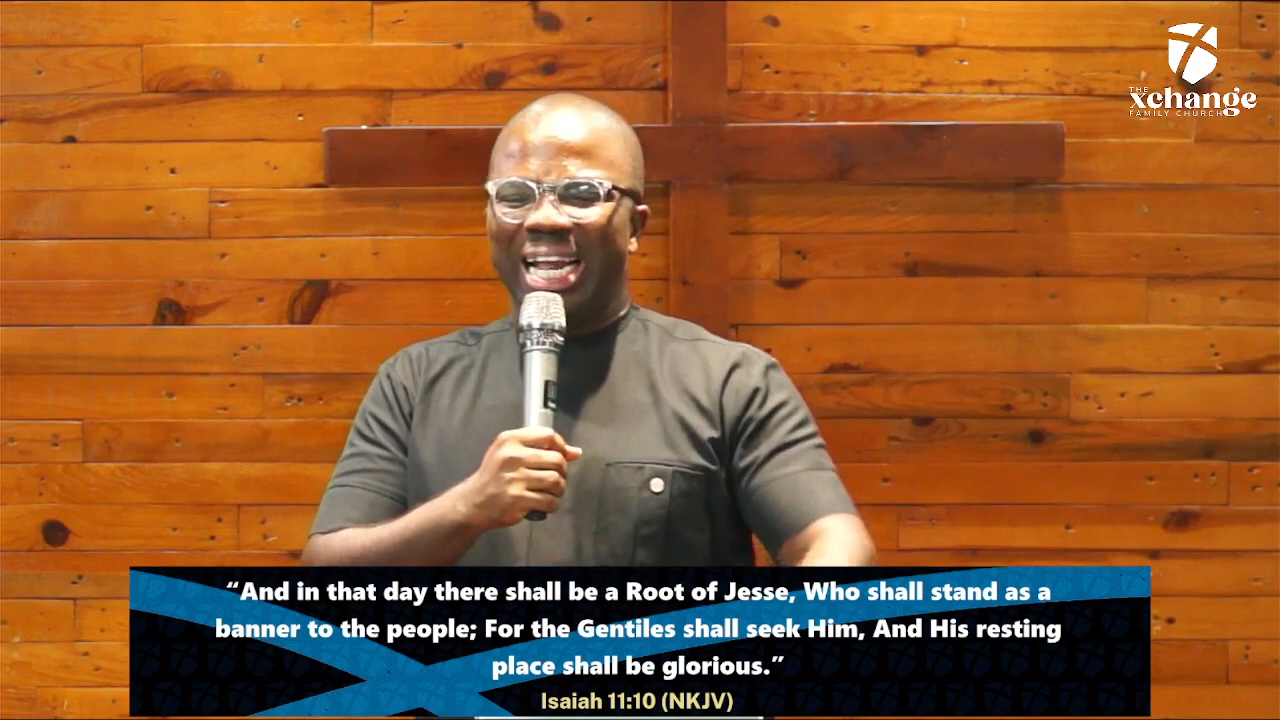 THE
xchange
FAMILY CHURCH
“And in that day there shall be a Root of Jesse, Who shall stand as a
banner to the people; For the Gentiles shall seek Him, And His resting
place shall be glorious.”
Isaiah 11:10 (NKJV)